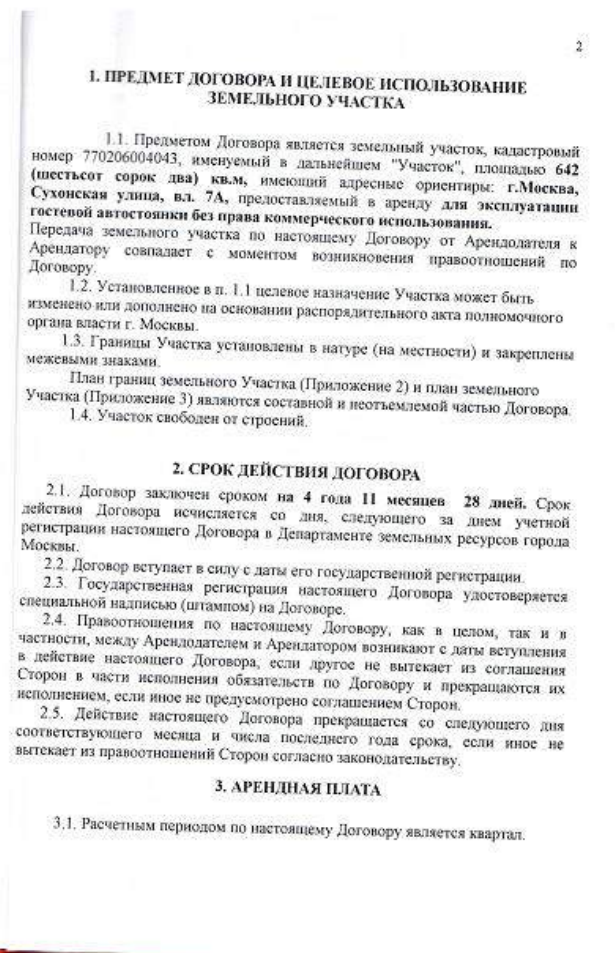 2
1. ПРЕДМЕТ ДОГОВОРА И ЦЕЛЕВОЕ ИСПОЛЬЗОВАНИЕ
ЗЕМЕЛЬНОГО УЧАСТКА
1.1. Предметом Договора является земельный участок, кадастровый
номер 770206004043, именуемый в дальнейшем "Участок", площадью 642
(шестьсот сорок два) кв.м, имеющий адресные ориентиры: г.Москва,
Сухонская улица, вл. 7А, предоставляемый в аренду для эксплуатации
гостевой автостоянки без права коммерческого использования.
Передача земельного участка по настоящему Договору от Арендодателя к
Арендатору совпадает с моментом возникновения правоотношений по
Договору.
1.2. Установленное в п. 1.1 целевое назначение Участка может быть
изменено или дополнено на основании распорядительного акта полномочного
органа власти г. Москвы.
1.3. Границы Участка установлены в натуре (на местности) и закреплены
межевыми знаками.
План границ земельного Участка (Приложение 2) и план земельного
Участка (Приложение 3) являются составной и неотъемлемой частью Договора.
1.4. Участок свободен от строений.
2. СРОК ДЕЙСТВИЯ ДОГОВОРА
2.1. Договор заключен сроком на 4 года 11 месяцев 28 дней. Срок
действия Договора исчисляется со дня, следующего за днем учетной
регистрации настоящего Договора в Департаменте земельных ресурсов города
Москвы.
2.2. Договор вступает в силу с даты его государственной регистрации.
2.3. Государственная регистрация настоящего Договора удостоверяется
специальной надписью (штампом) на Договоре.
2.4. Правоотношения по настоящему Договору, как в целом, так и в
частности, между Арендодателем и Арендатором возникают с даты вступления
в действие настоящего Договора, если другое не вытекает из соглашения
Сторон в части исполнения обязательств по Договору и прекращаются их
исполнением, если иное не предусмотрено соглашением Сторон.
2.5. Действие настоящего Договора прекращается со следующего дня
соответствующего месяца и числа последнего года срока, если иное не
вытекает из правоотношений Сторон согласно законодательству.
3. АРЕНДНАЯ ПЛАТА
3.1. Расчетным периодом по настоящему Договору является квартал.